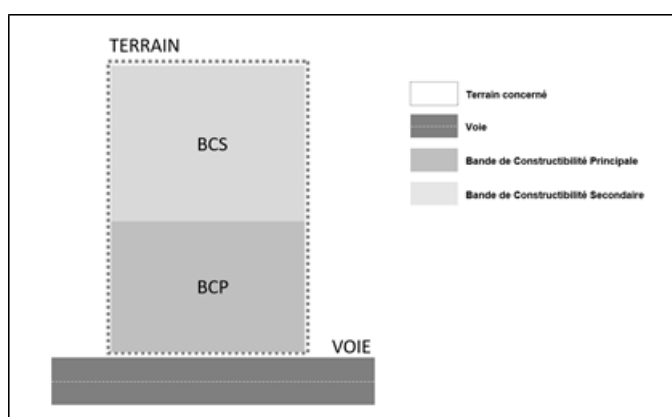 TERRAIN
BCS
BCP
VOIE
Terrain concerné
Voie
Bande de Constructibilité Principale
Bande de Constructibilité Secondaire